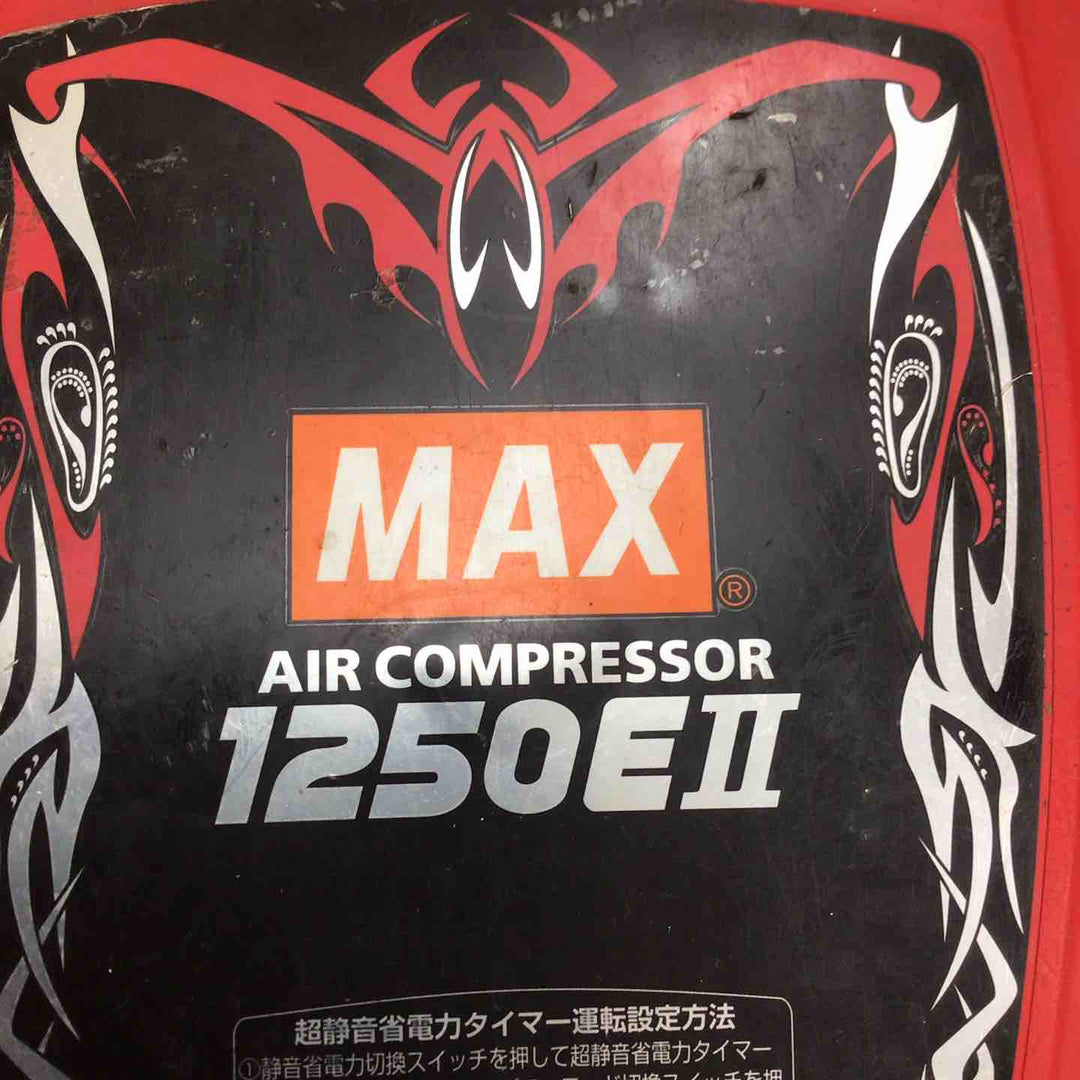 MAX
®
AIR COMPRESSOR
1250EII
超静音省電力タイマー運転設定方法
①静音省電力切換スイッチを押して超静音省電力タイマー